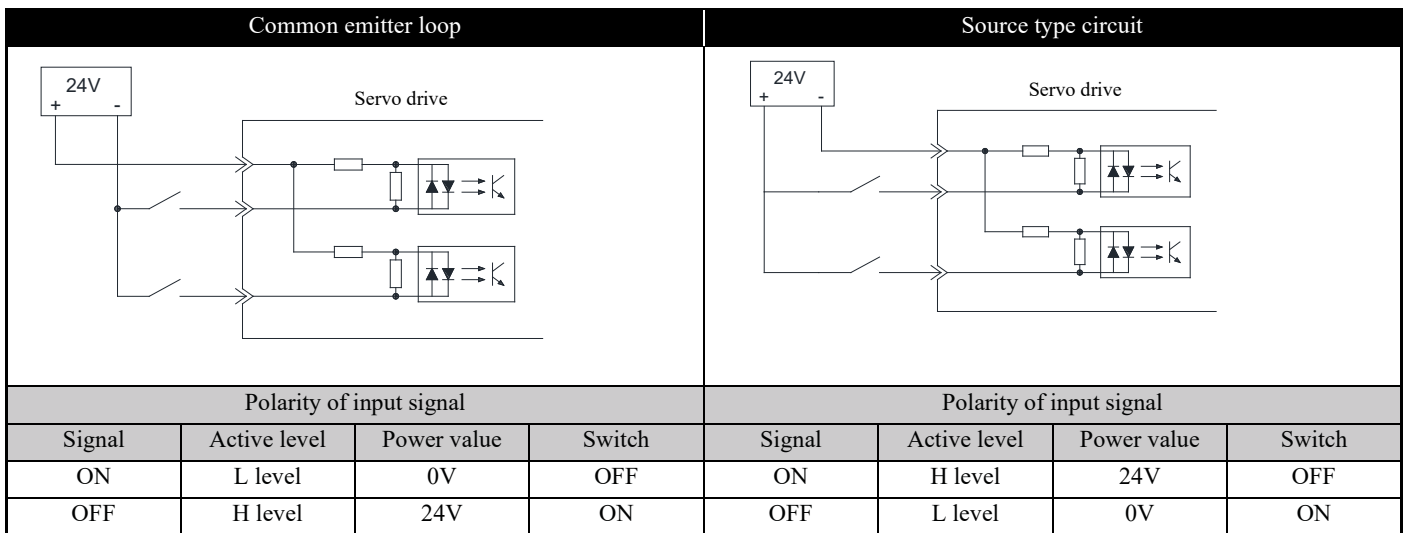 Common emitter loop Source type circuit
24V
+ -
Servo drive
24V
+ -
Servo drive
Polarity of input signal Polarity of input signal
Signal Active level Power value Switch Signal Active level Power value Switch
ON L level 0V OFF ON H level 24V OFF
OFF H level 24V ON OFF L level 0V ON